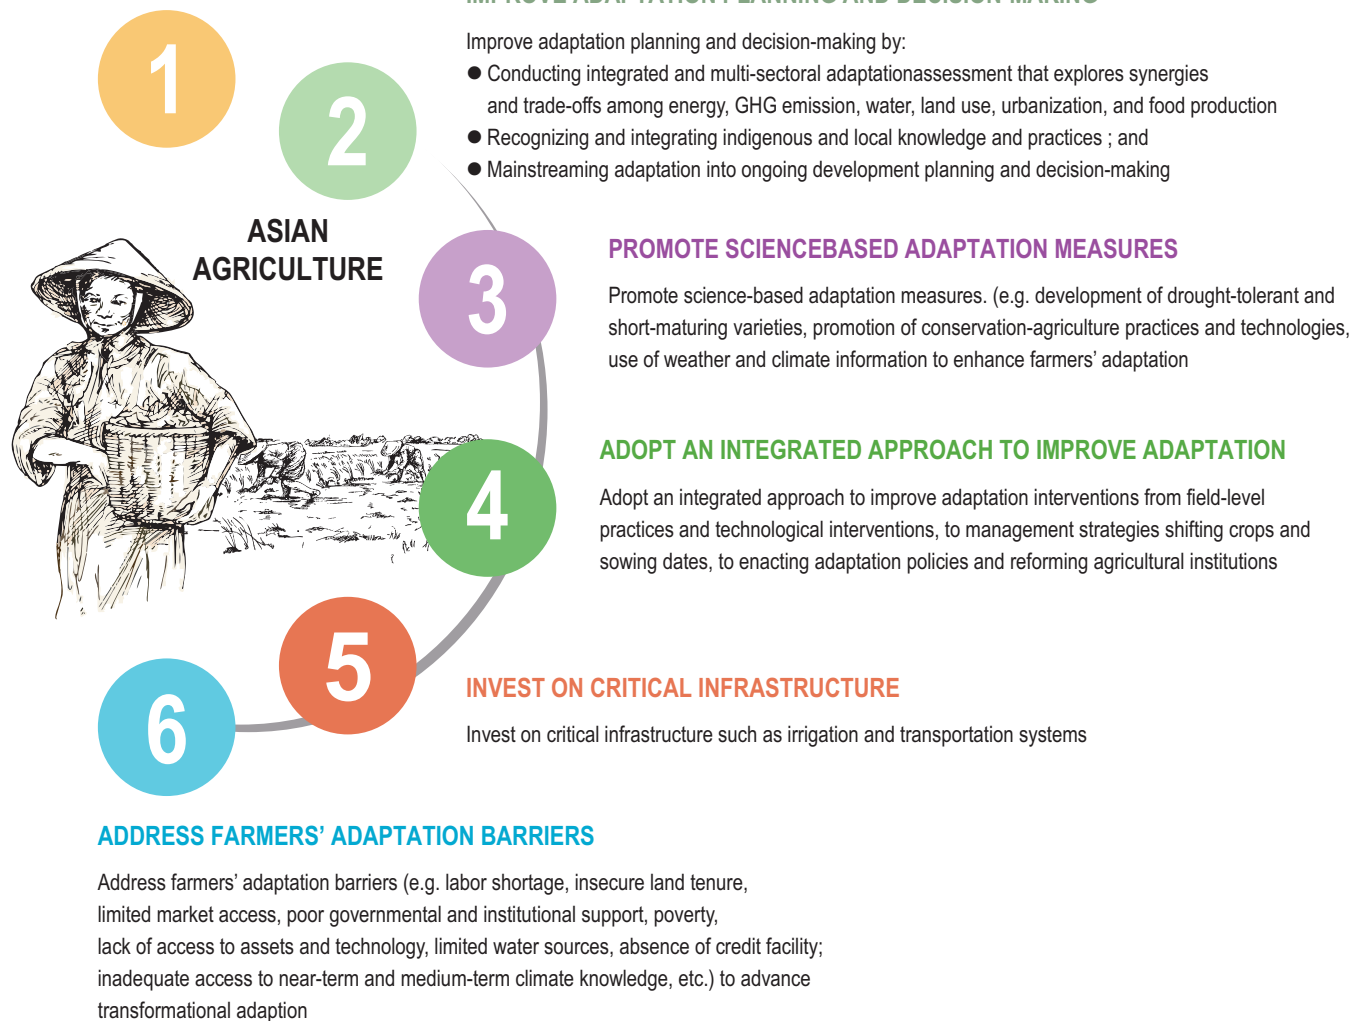 IMPROVE ADAPTATION PLANNING AND DECISION-MAKING
1
2
Improve adaptation planning and decision-making by:
● Conducting integrated and multi-sectoral adaptationassessment that explores synergies
and trade-offs among energy, GHG emission, water, land use, urbanization, and food production
● Recognizing and integrating indigenous and local knowledge and practices ; and
● Mainstreaming adaptation into ongoing development planning and decision-making
ASIAN
AGRICULTURE
3
PROMOTE SCIENCEBASED ADAPTATION MEASURES
Promote science-based adaptation measures. (e.g. development of drought-tolerant and
short-maturing varieties, promotion of conservation-agriculture practices and technologies,
use of weather and climate information to enhance farmers’ adaptation
4
ADOPT AN INTEGRATED APPROACH TO IMPROVE ADAPTATION
Adopt an integrated approach to improve adaptation interventions from field-level
practices and technological interventions, to management strategies shifting crops and
sowing dates, to enacting adaptation policies and reforming agricultural institutions
5
INVEST ON CRITICAL INFRASTRUCTURE
Invest on critical infrastructure such as irrigation and transportation systems
6
ADDRESS FARMERS’ ADAPTATION BARRIERS
Address farmers’ adaptation barriers (e.g. labor shortage, insecure land tenure,
limited market access, poor governmental and institutional support, poverty,
lack of access to assets and technology, limited water sources, absence of credit facility;
inadequate access to near-term and medium-term climate knowledge, etc.) to advance
transformational adaption